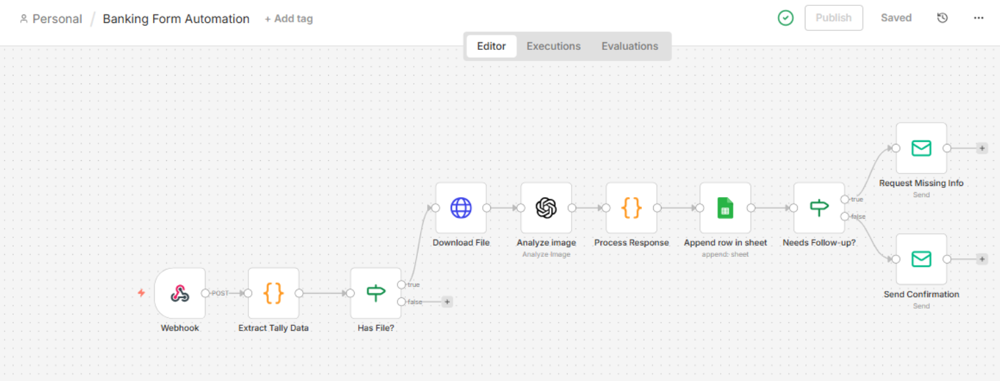 Personal / Banking Form Automation + Add tag
Publish Saved
Editor Executions Evaluations
Request Missing Info
Send
true
false
Download File
Analyze image
Analyze Image
Process Response
Append row in sheet
append: sheet
Needs Follow-up?
Send Confirmation
Send
POST
true
false
Webhook
Extract Tally Data
Has File?